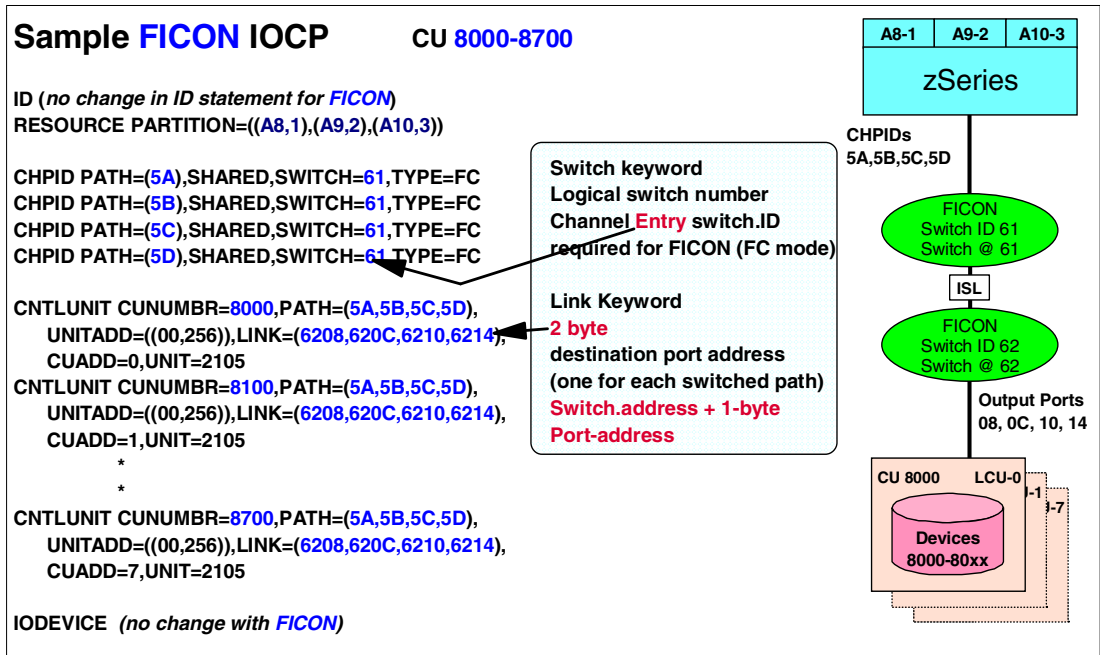 Sample FICON IOCP CU 8000-8700
ID (no change in ID statement for FICON)
RESOURCE PARTITION=((A8,1),(A9,2),(A10,3))
CHPID PATH=(5A),SHARED,SWITCH=61,TYPE=FC
CHPID PATH=(5B),SHARED,SWITCH=61,TYPE=FC
CHPID PATH=(5C),SHARED,SWITCH=61,TYPE=FC
CHPID PATH=(5D),SHARED,SWITCH=61,TYPE=FC
CNTLUNIT CUNUMBR=8000,PATH=(5A,5B,5C,5D),
UNITADD=((00,256)),LINK=(6208,620C,6210,6214),
CUADD=0,UNIT=2105
CNTLUNIT CUNUMBR=8100,PATH=(5A,5B,5C,5D),
UNITADD=((00,256)),LINK=(6208,620C,6210,6214),
CUADD=1,UNIT=2105
*
*
CNTLUNIT CUNUMBR=8700,PATH=(5A,5B,5C,5D),
UNITADD=((00,256)),LINK=(6208,620C,6210,6214),
CUADD=7,UNIT=2105
IODEVICE (no change with FICON)
Switch keyword
Logical switch number
Channel Entry switch.ID
required for FICON (FC mode)
Link Keyword
2 byte
destination port address
(one for each switched path)
Switch.address + 1-byte
Port-address
A8-1 A9-2 A10-3
zSeries
CHPIDs
5A,5B,5C,5D
FICON
Switch ID 61
Switch @ 61
ISL
FICON
Switch ID 62
Switch @ 62
Output Ports
08, 0C, 10, 14
CU 8000 LCU-0
-1
-7
Devices
8000-80xx